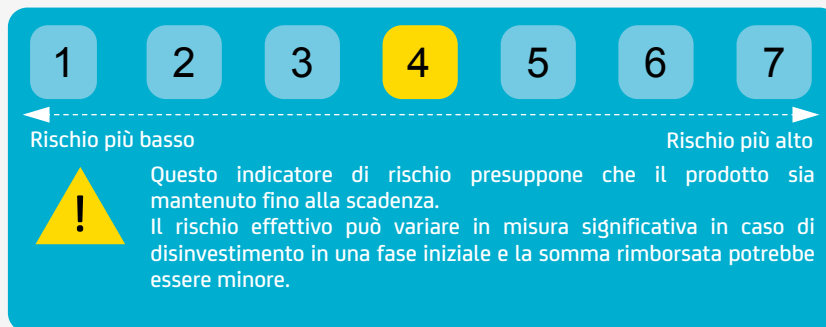 1 2 3 4 5 6 7
Rischio più basso Rischio più alto
!
Questo indicatore di rischio presuppone che il prodotto sia
mantenuto fino alla scadenza.
Il rischio effettivo può variare in misura significativa in caso di
disinvestimento in una fase iniziale e la somma rimborsata potrebbe
essere minore.